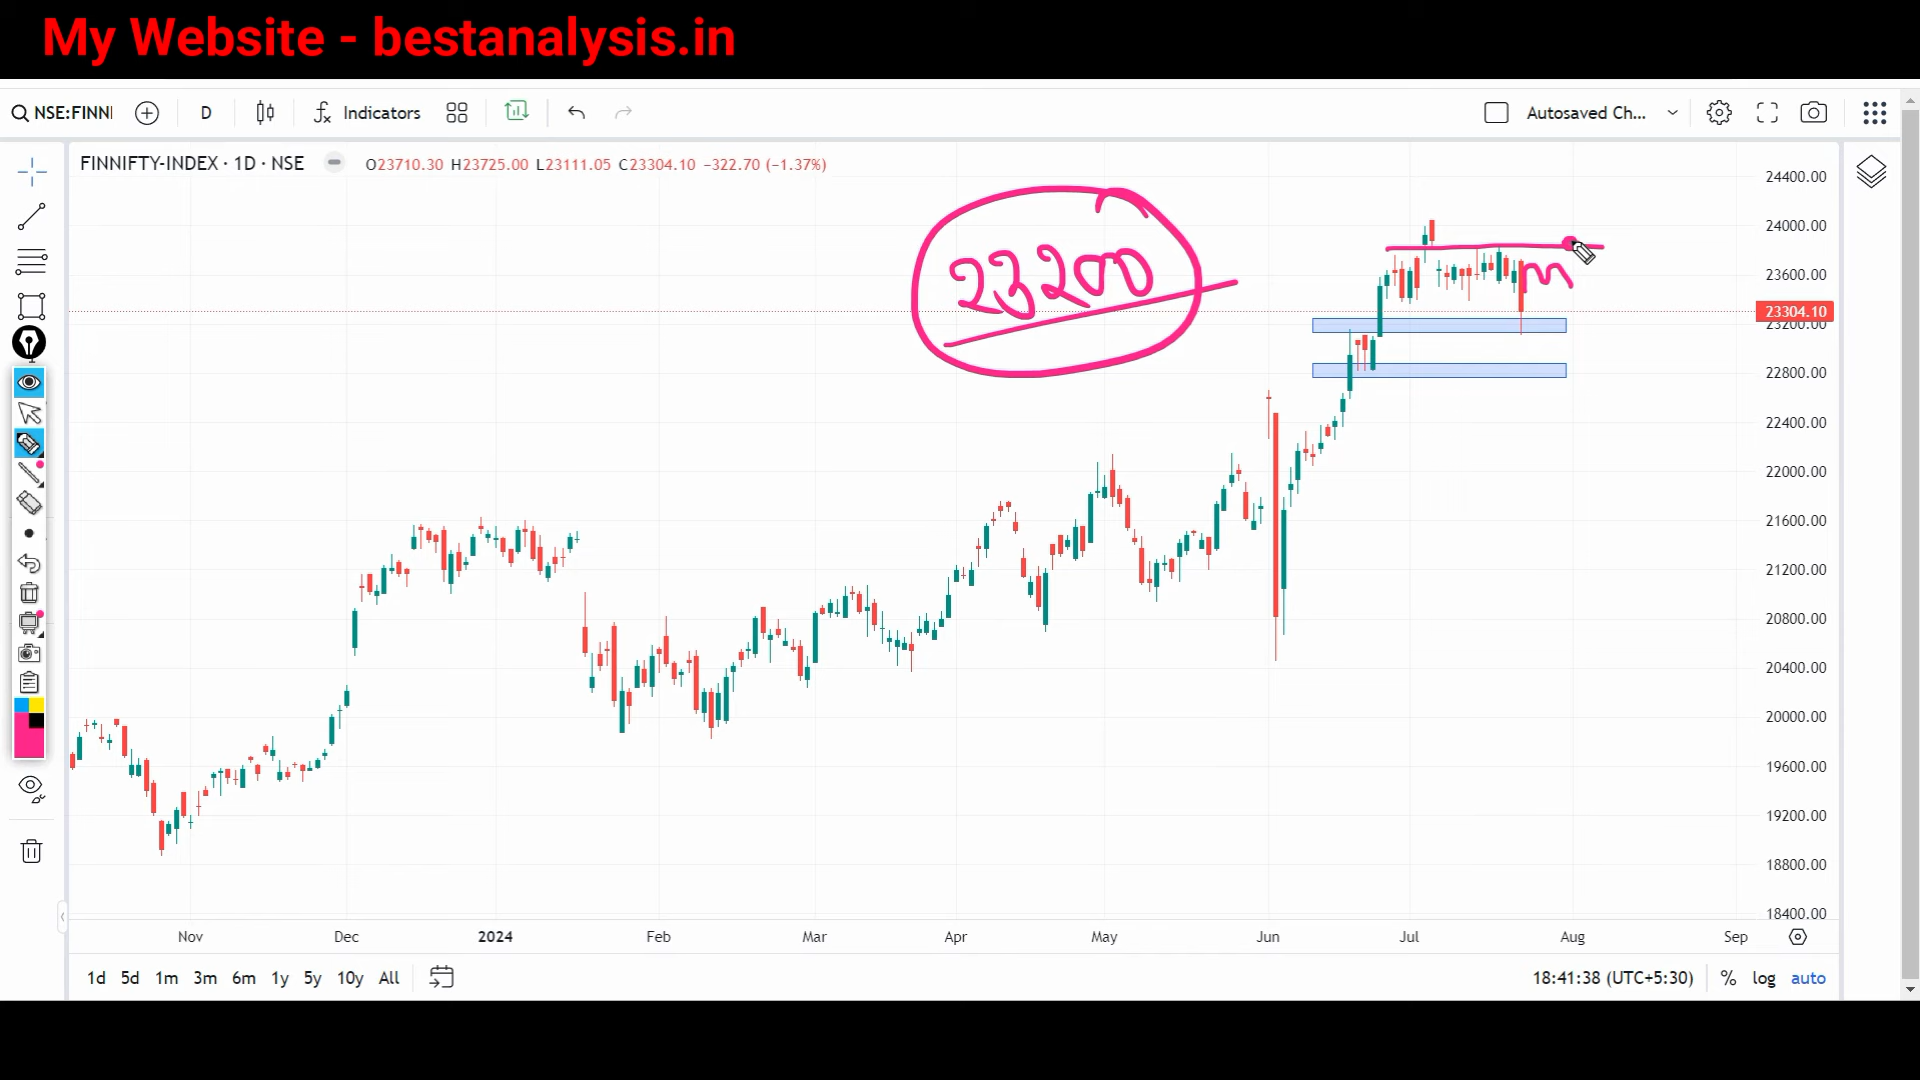 My Website - bestanalysis.in
NSE:FINNI
D
Indicators
Autosaved Ch...
FINNIFTY-INDEX · 1D · NSE
O23710.30 H23725.00 L23111.05 C23304.10 −322.70 (−1.37%)
23200
m
24400.00
24000.00
23600.00
23304.10
23200.00
22800.00
22400.00
22000.00
21600.00
21200.00
20800.00
20400.00
20000.00
19600.00
19200.00
18800.00
18400.00
Nov Dec 2024 Feb Mar Apr May Jun Jul Aug Sep
1d 5d 1m 3m 6m 1y 5y 10y All
18:41:38 (UTC+5:30) % log auto